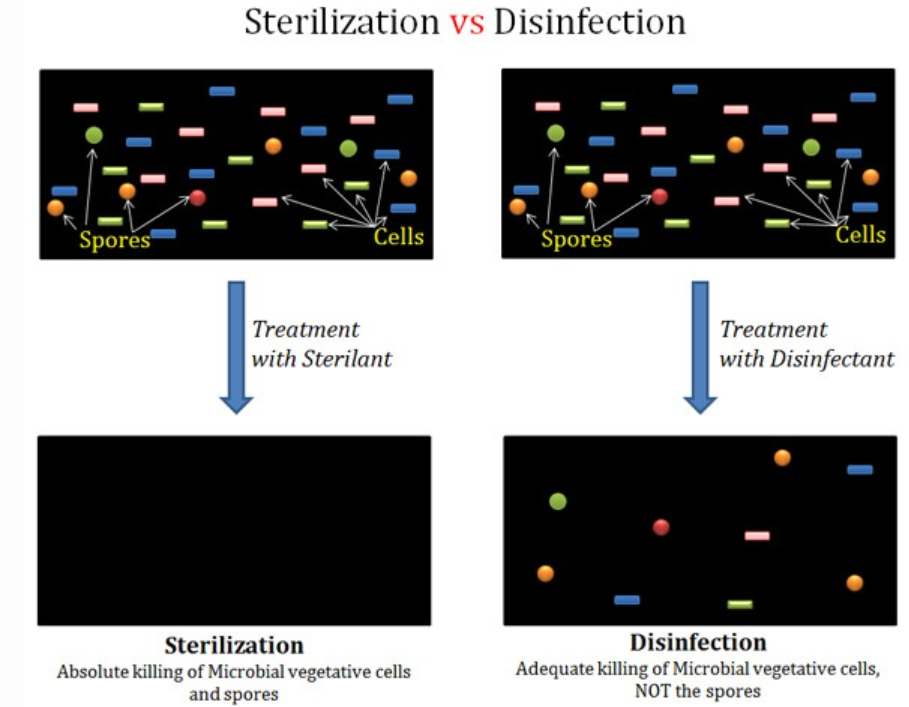 Sterilization vs Disinfection
Spores
Cells
Spores
Cells
Treatment
with Sterilant
Treatment
with Disinfectant
Sterilization
Absolute killing of Microbial vegetative cells
and spores
Disinfection
Adequate killing of Microbial vegetative cells,
NOT the spores